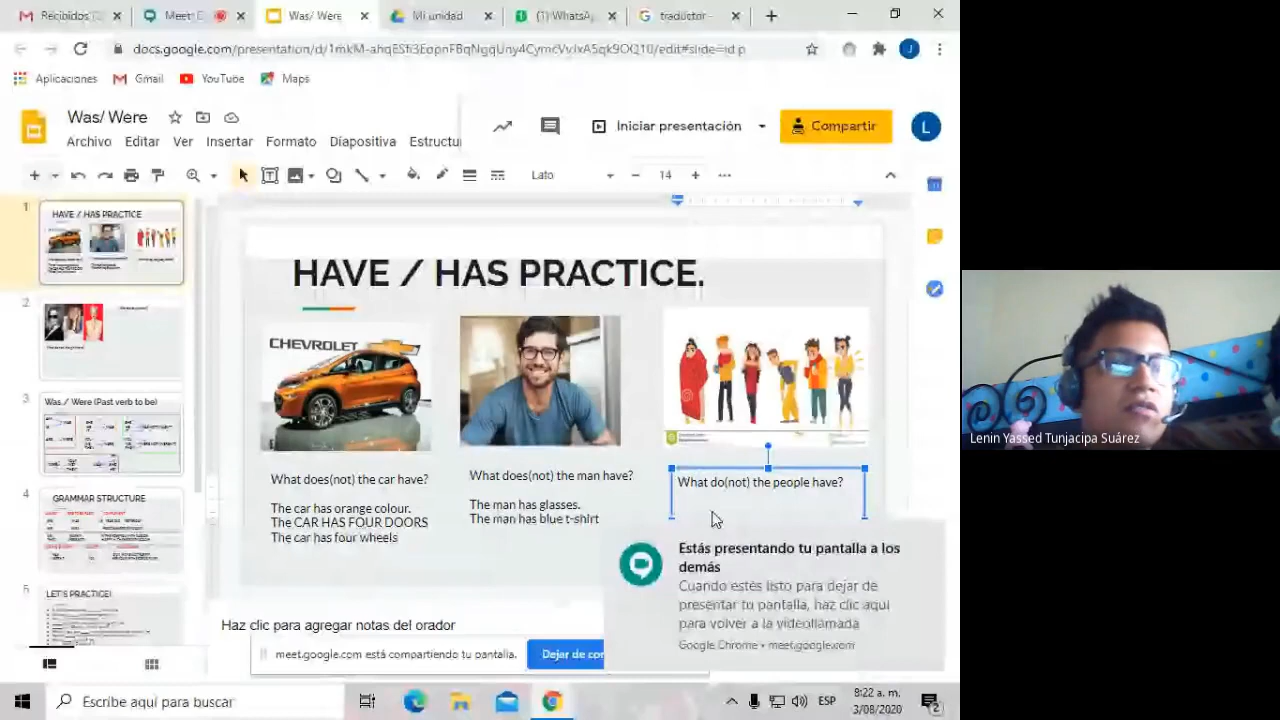 Recibidos
Meet
Was/ Were
Mi unidad
(1) WhatsA
traductor -
docs.google.com/presentation/d/
Aplicaciones
Gmail
YouTube
Maps
Was/ Were
Archivo Editar Ver Insertar Formato Diapositiva Estructu
Iniciar presentación
Compartir
L
J
Lato
14
1
HAVE / HAS PRACTICE
2
3
Was / Were (Past verb to be)
4
GRAMMAR STRUCTURE
5
LET'S PRACTICE!
HAVE / HAS PRACTICE.
CHEVROLET
What does(not) the car have?
The car has orange colour.
The CAR HAS FOUR DOORS
The car has four wheels
What does(not) the man have?
The man has glasses.
The man has blue t-shirt
What do(not) the people have?
Haz clic para agregar notas del orador
Estás presentando tu pantalla a los
demás
Cuando estés listo para dejar de
presentar tu pantalla, haz clic aquí
para volver a la videollamada
Google Chrome • meet.google.com
meet.google.com está compartiendo tu pantalla.
Dejar de com
Escribe aquí para buscar
ESP
8:22 a. m.
3/08/2020
2
Lenin Yassed Tunjacipa Suárez